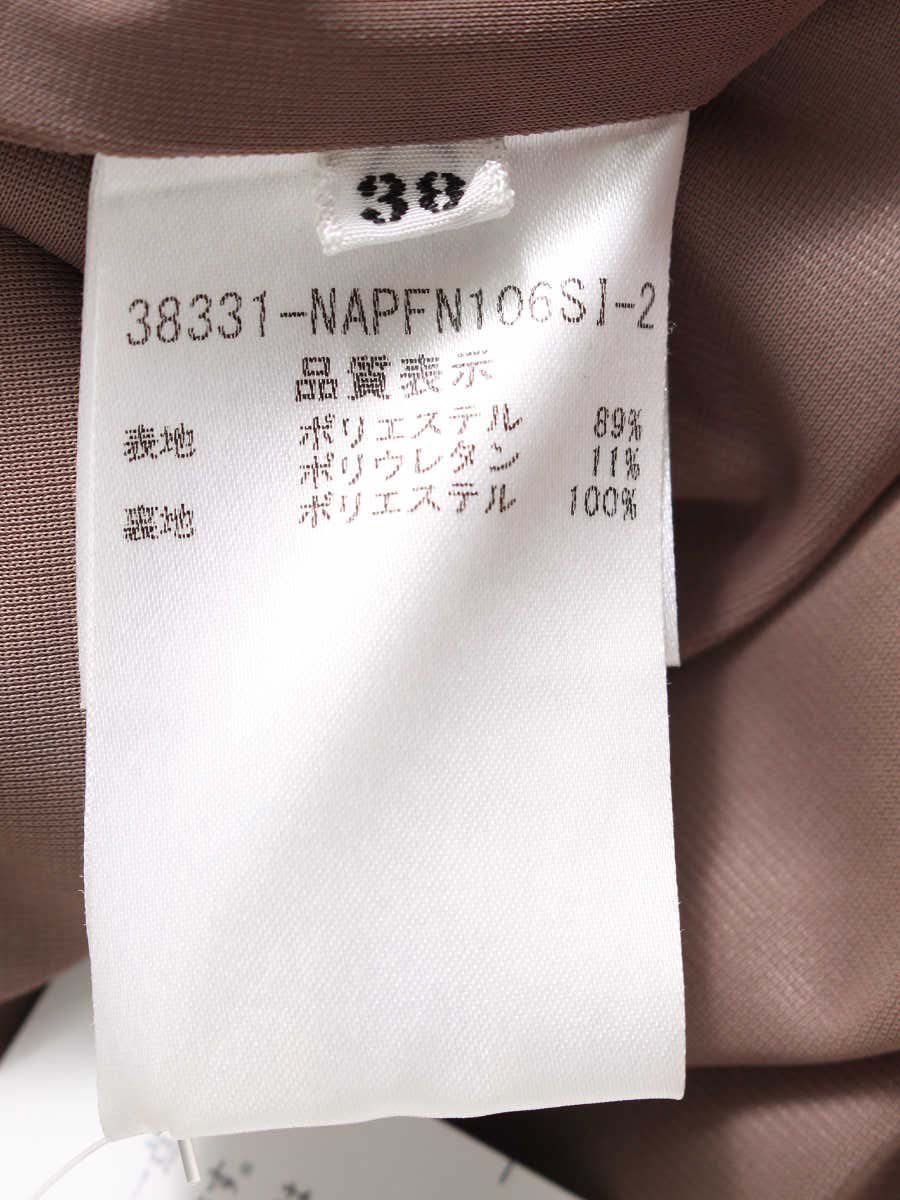 38
38331-NAPFN106SI-2
品質表示
表地 ポリエステル 89%
ポリウレタン 11%
裏地 ポリエステル 100%